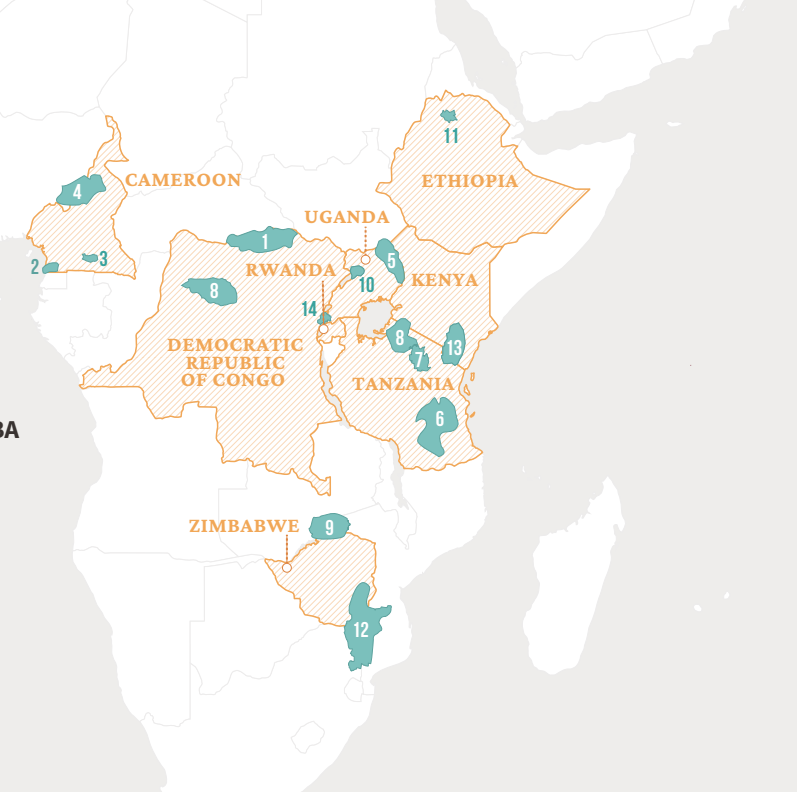 11
ETHIOPIA
CAMEROON
4
UGANDA
1
5
2
3
RWANDA
10
KENYA
8
14
8
13
7
DEMOCRATIC
REPUBLIC
OF CONGO
TANZANIA
6
BA
ZIMBABWE
9
12